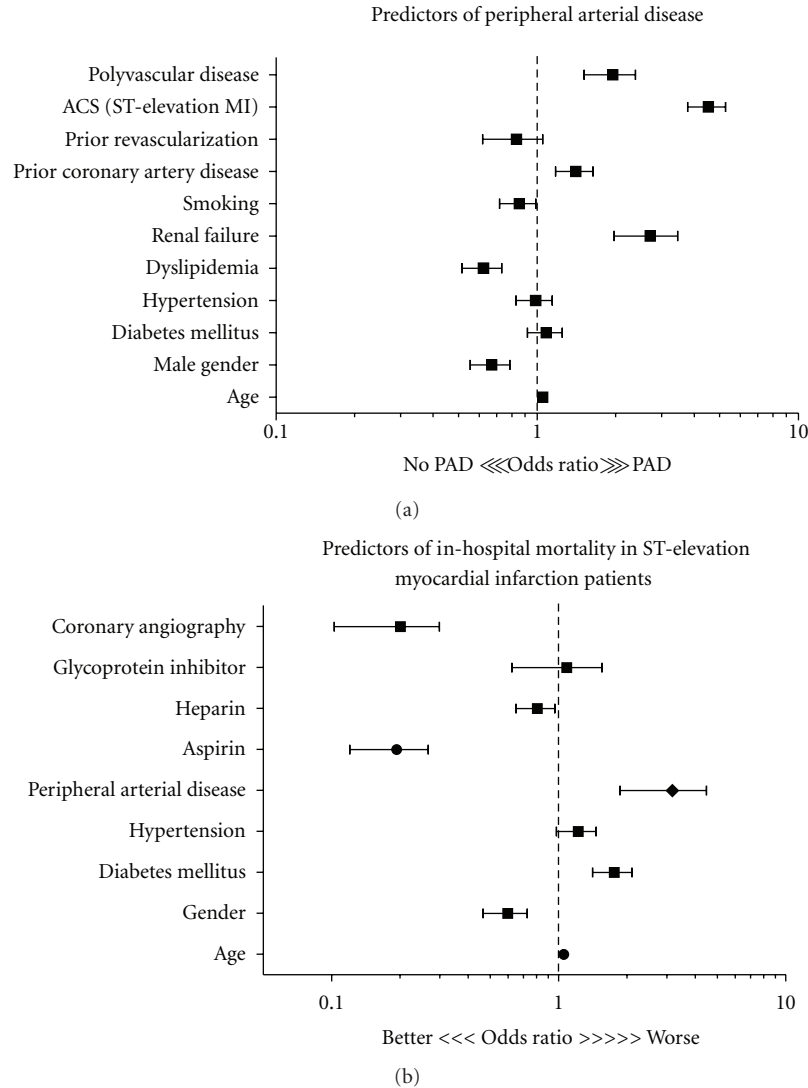 Predictors of peripheral arterial disease
Polyvascular disease
ACS (ST-elevation MI)
Prior revascularization
Prior coronary artery disease
Smoking
Renal failure
Dyslipidemia
Hypertension
Diabetes mellitus
Male gender
Age
0.1 1 10
No PAD <<<Odds ratio>>> PAD
(a)
Predictors of in-hospital mortality in ST-elevation
myocardial infarction patients
Coronary angiography
Glycoprotein inhibitor
Heparin
Aspirin
Peripheral arterial disease
Hypertension
Diabetes mellitus
Gender
Age
0.1 1 10
Better <<< Odds ratio >>>>> Worse
(b)